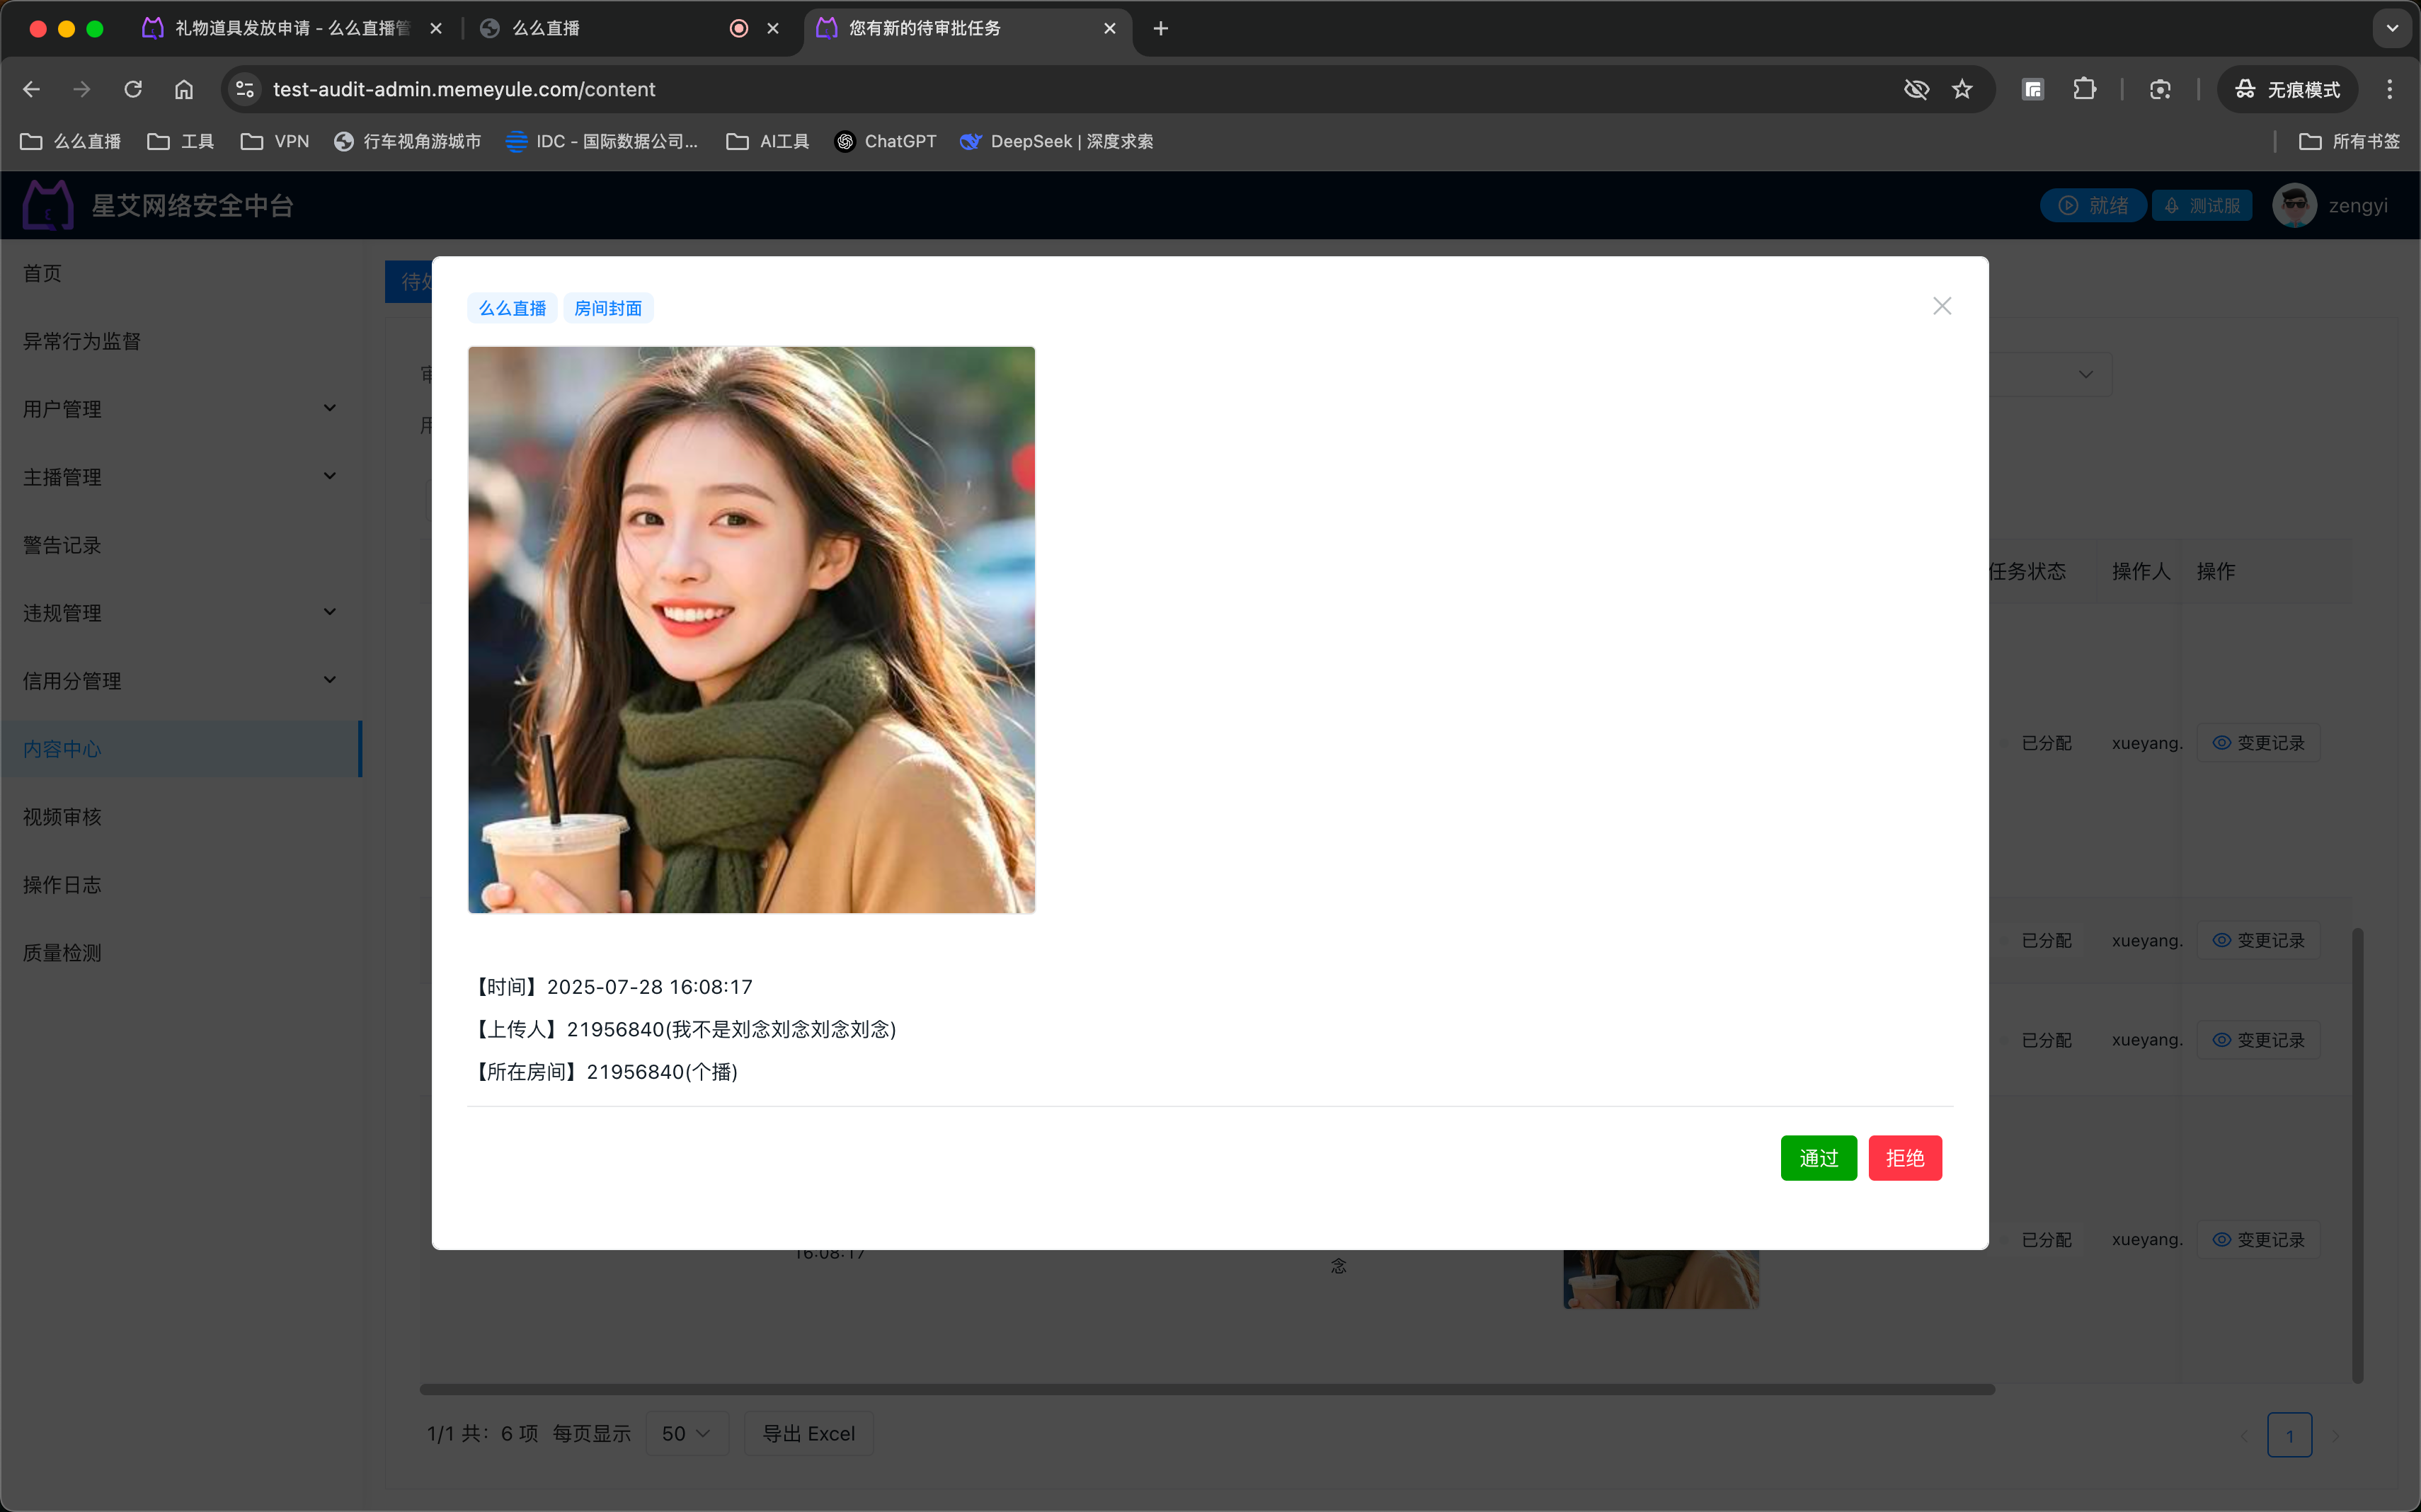 礼物道具发放申请 - 么么直播管
么么直播
您有新的待审批任务
test-audit-admin.memeyule.com/content
无痕模式
么么直播
工具
VPN
行车视角游城市
IDC - 国际数据公司...
AI工具
ChatGPT
DeepSeek | 深度求索
所有书签
星艾网络安全中台
就绪
测试服
zengyi
首页
异常行为监督
用户管理
主播管理
警告记录
违规管理
信用分管理
内容中心
视频审核
操作日志
质量检测
待处
么么直播
房间封面
任务状态
操作人
操作
已分配
xueyang.
变更记录
已分配
xueyang.
变更记录
已分配
xueyang.
变更记录
【时间】2025-07-28 16:08:17
【上传人】21956840(我不是刘念刘念刘念刘念)
【所在房间】21956840(个播)
通过
拒绝
16:08:17
念
已分配
xueyang.
变更记录
1/1 共：6 项
每页显示
50
导出 Excel
1